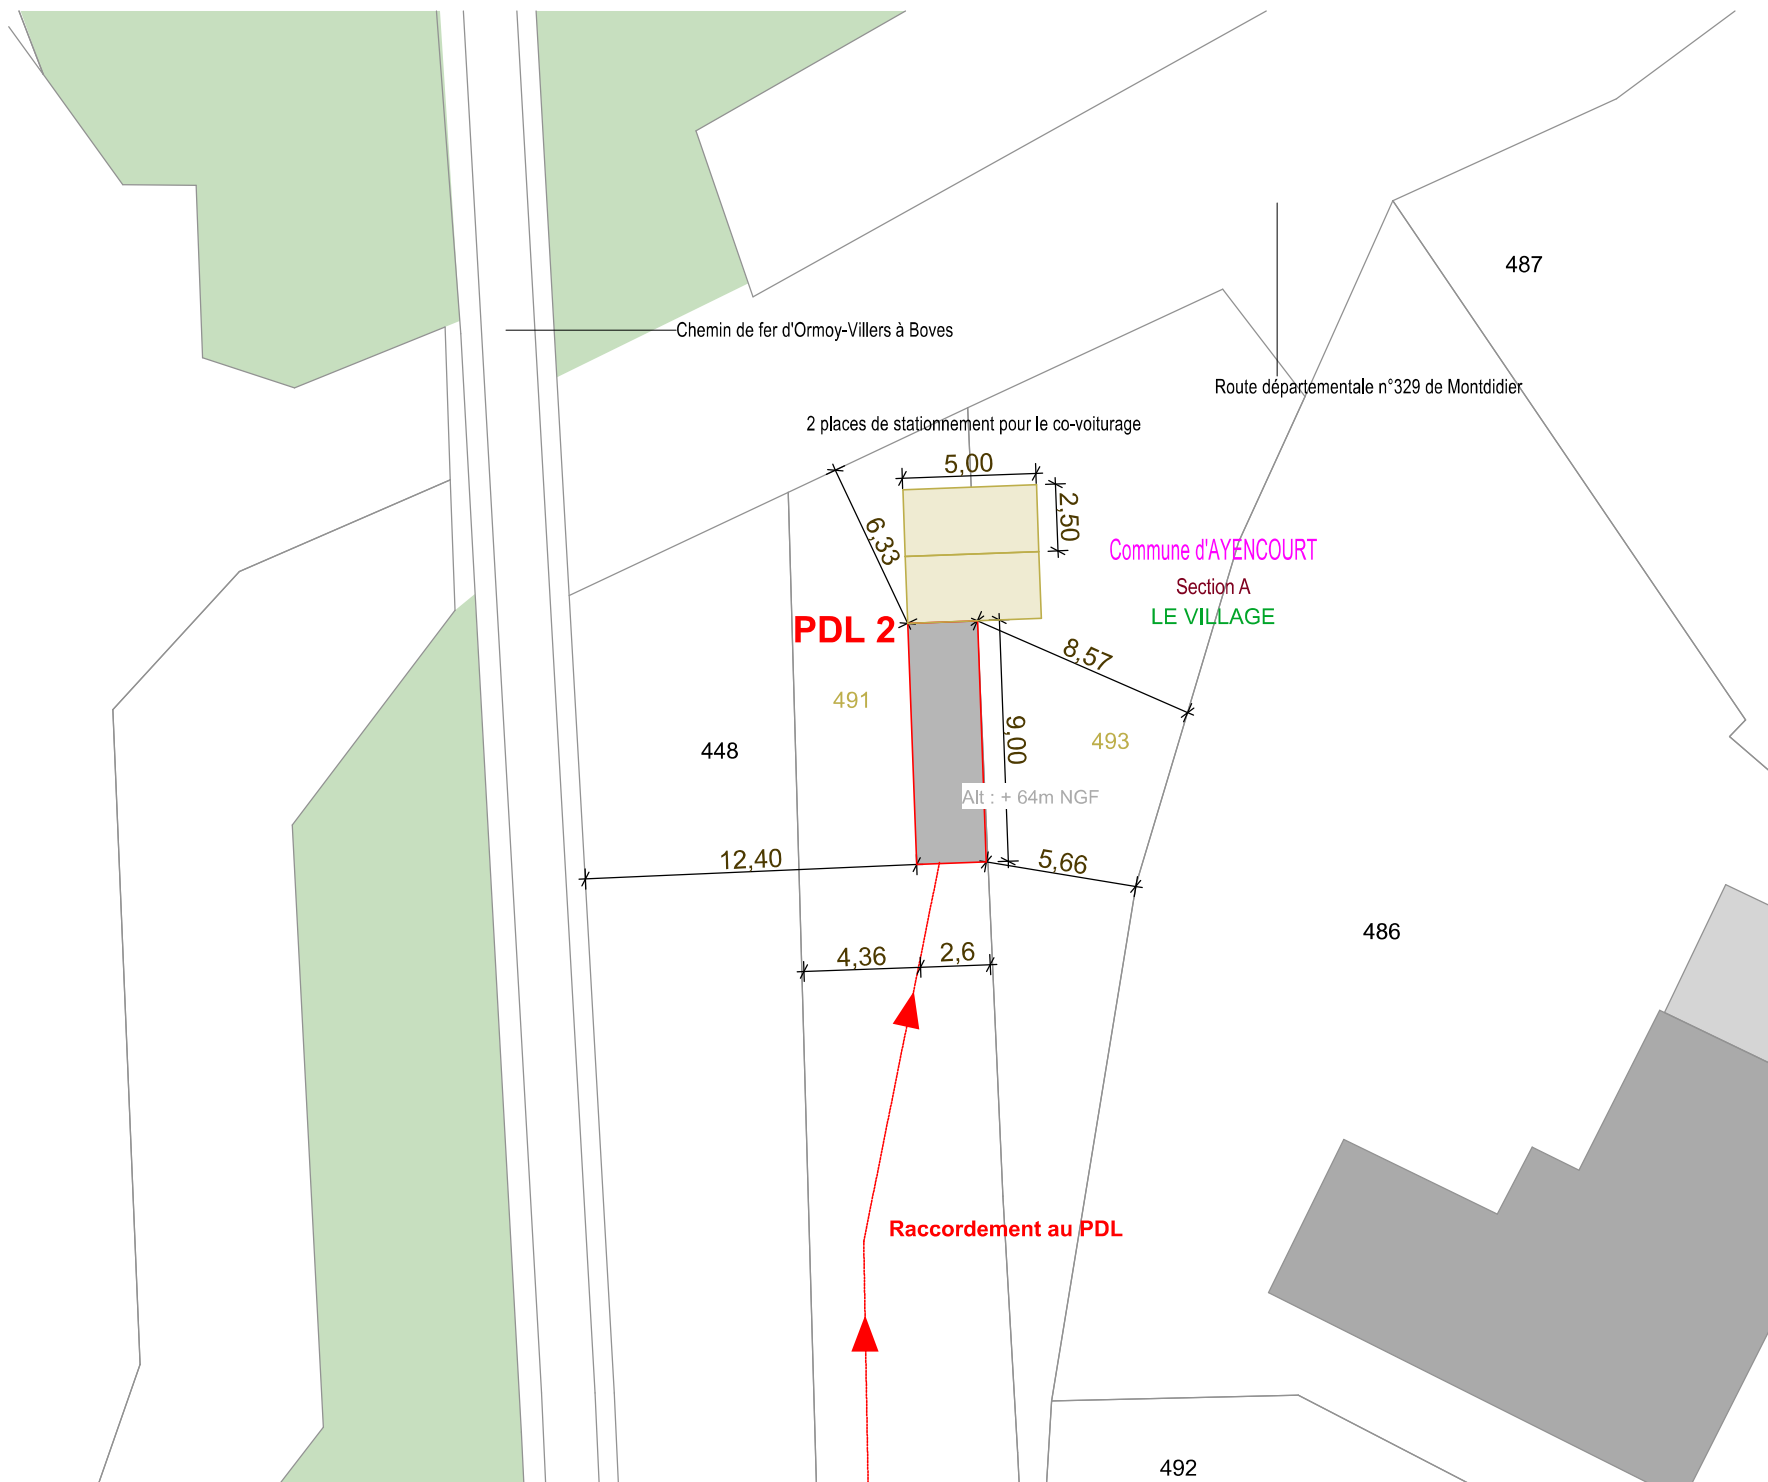 487
Chemin de fer d'Ormoy-Villers à Boves
Route départementale n°329 de Montdidier
2 places de stationnement pour le co-voiturage
5,00
2,50
6,33
Commune d'AYENCOURT
Section A
LE VILLAGE
PDL 2
8,57
491
9,00
493
448
Alt : + 64m NGF
12,40
5,66
486
4,36
2,6
Raccordement au PDL
492